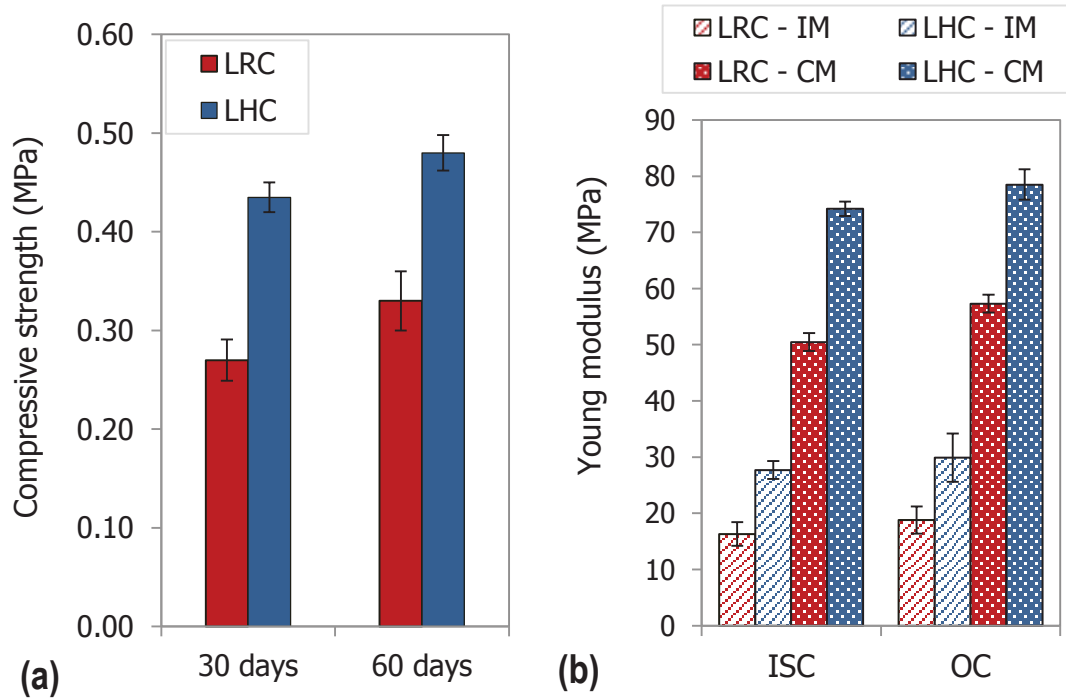 LRC
LHC
Compressive strength (MPa)
0.60
0.50
0.40
0.30
0.20
0.10
0.00
30 days
60 days
(a)
LRC - IM
LHC - IM
LRC - CM
LHC - CM
Young modulus (MPa)
90
80
70
60
50
40
30
20
10
0
ISC
OC
(b)